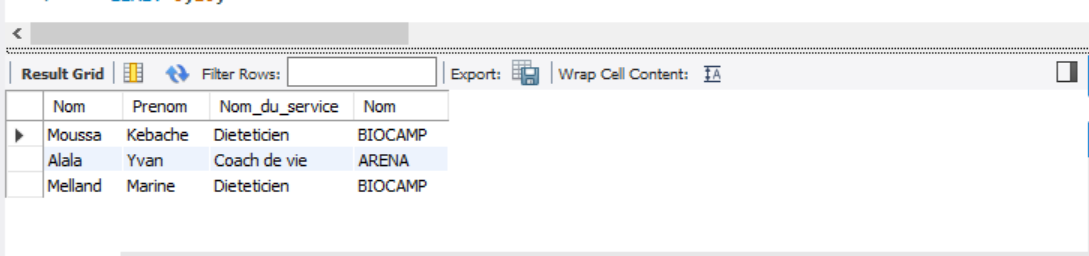 Result Grid Filter Rows: Export: Wrap Cell Content:
Nom Prenom Nom_du_service Nom
Moussa Kebache Dieteticien BIOCAMP
Alala Yvan Coach de vie ARENA
Melland Marine Dieteticien BIOCAMP